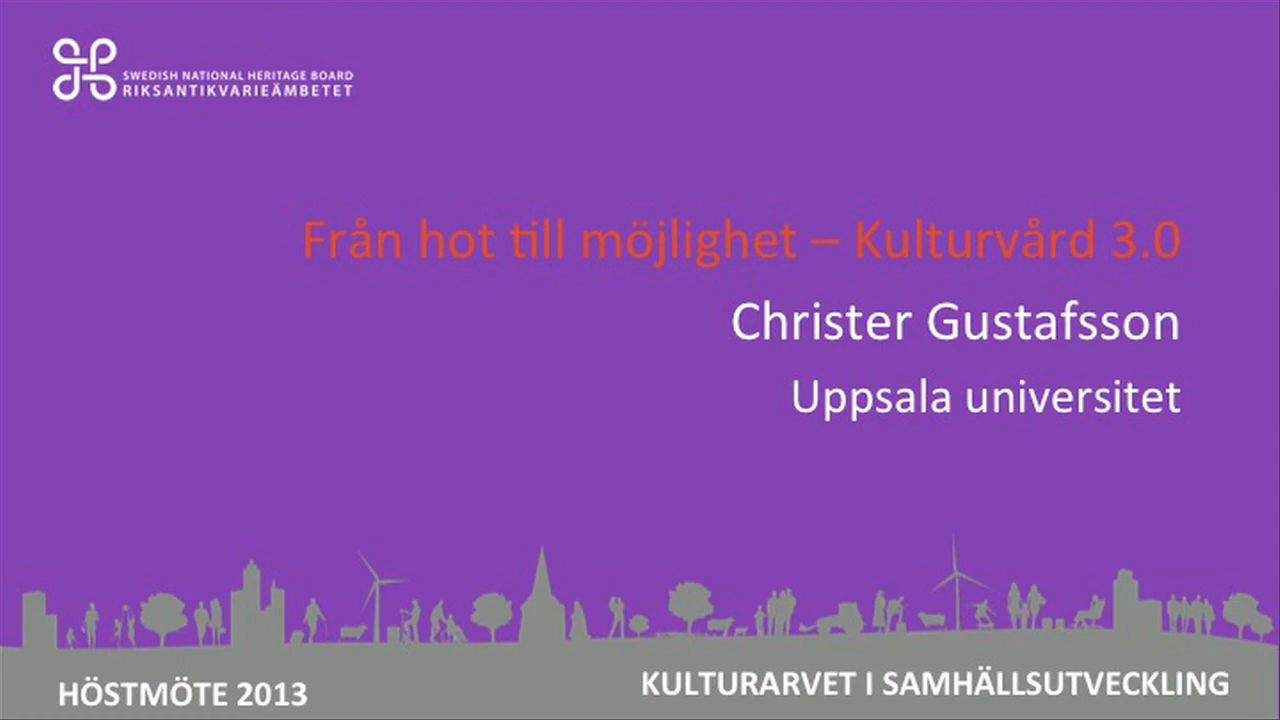 SWEDISH NATIONAL HERITAGE BOARD
RIKSANTIKVARIEÄMBETET
Från hot till möjlighet – Kulturvård 3.0
Christer Gustafsson
Uppsala universitet
HÖSTMÖTE 2013
KULTURARVET I SAMHÄLLSUTVECKLING